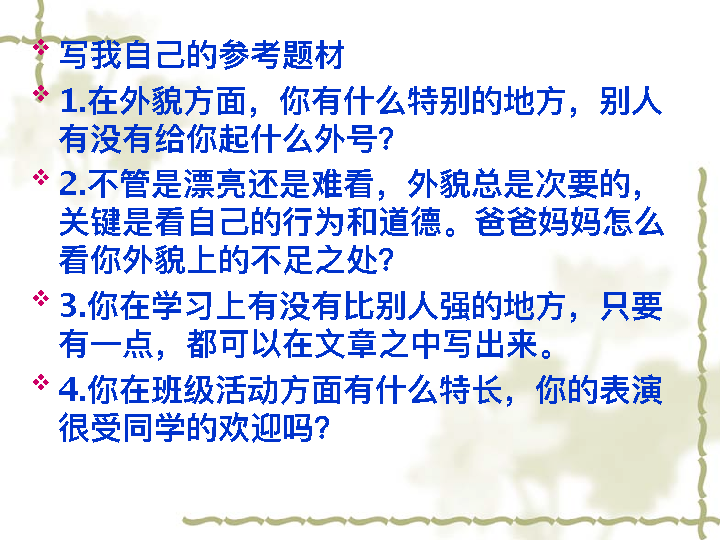 写我自己的参考题材
1.在外貌方面，你有什么特别的地方，别人
有没有给你起什么外号？
2.不管是漂亮还是难看，外貌总是次要的，
关键是看自己的行为和道德。爸爸妈妈怎么
看你外貌上的不足之处？
3.你在学习上有没有比别人强的地方，只要
有一点，都可以在文章之中写出来。
4.你在班级活动方面有什么特长，你的表演
很受同学的欢迎吗？